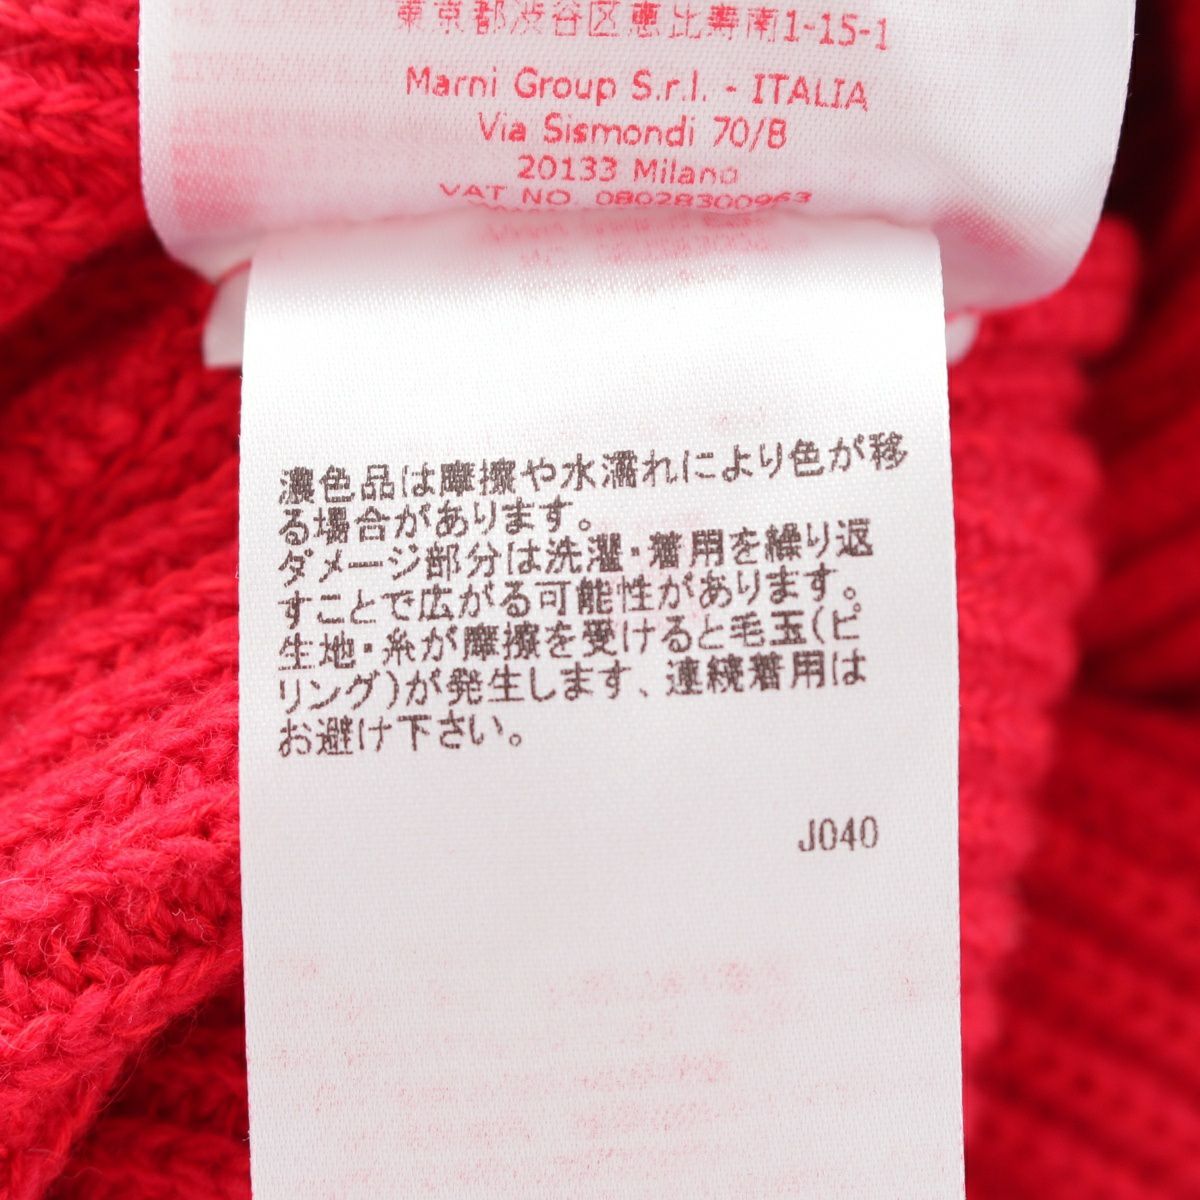 東京都渋谷区恵比寿南1-15-1
Marni Group S.r.l. - ITALIA
Via Sismondi 70/B
20133 Milano
VAT NO. 08028300963
濃色品は摩擦や水濡れにより色が移
る場合があります。
ダメージ部分は洗濯・着用を繰り返
すことで広がる可能性があります。
生地・糸が摩擦を受けると毛玉(ピ
リング)が発生します、連続着用は
お避け下さい。
J040